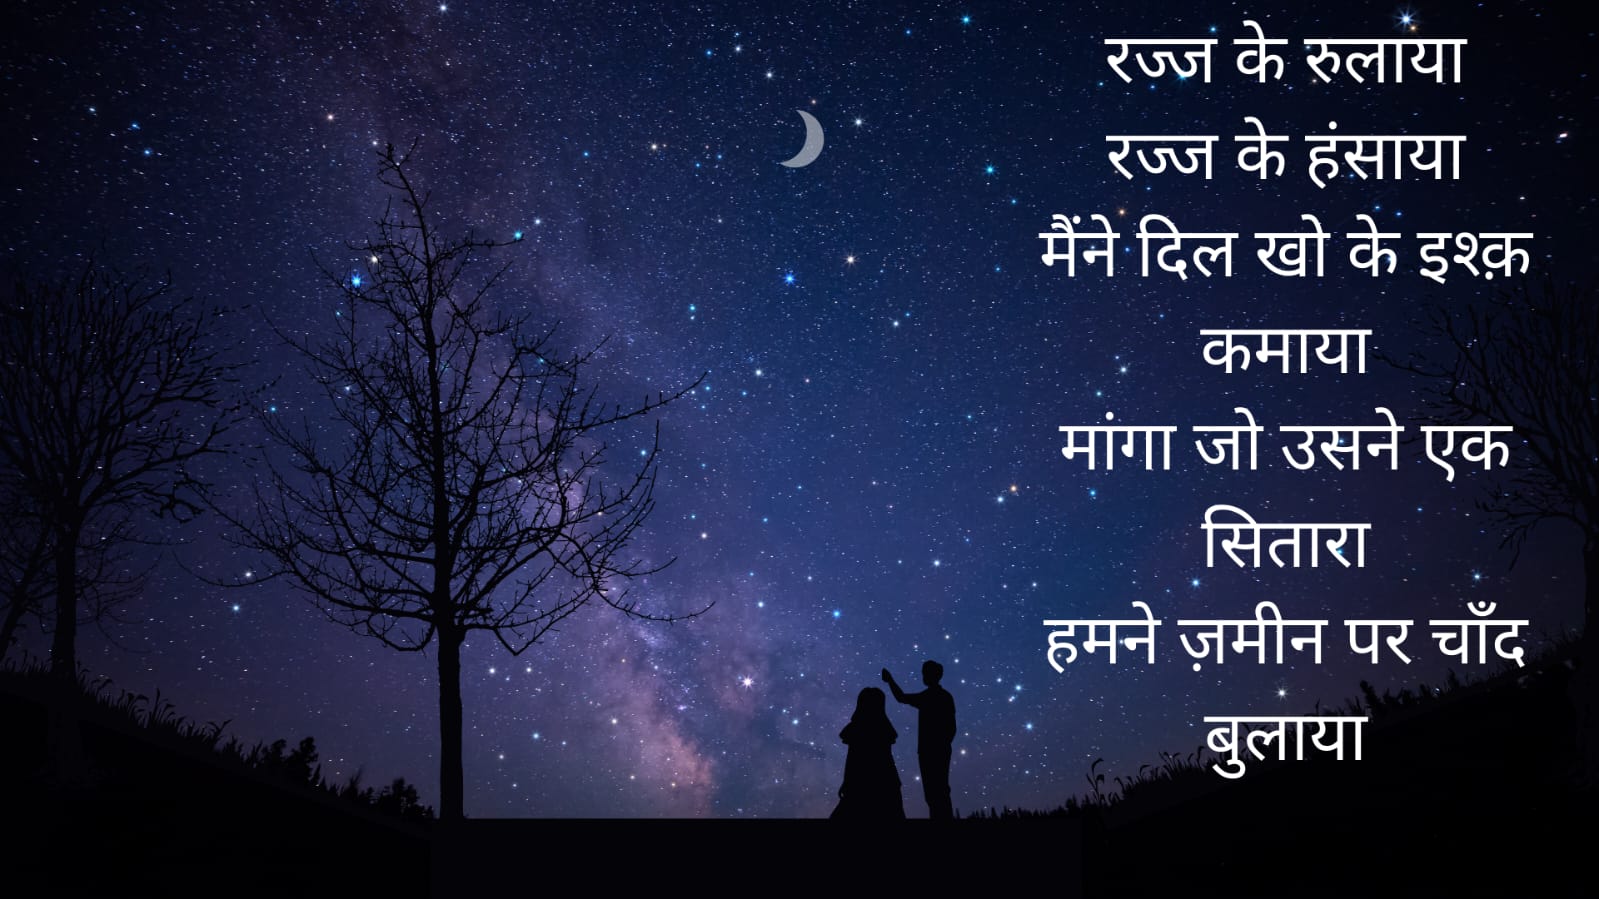 रज्ज के रुलाया
रज्ज के हंसाया
मैंने दिल खो के इश्क़
कमाया
मांगा जो उसने एक
सितारा
हमने ज़मीन पर चाँद
बुलाया